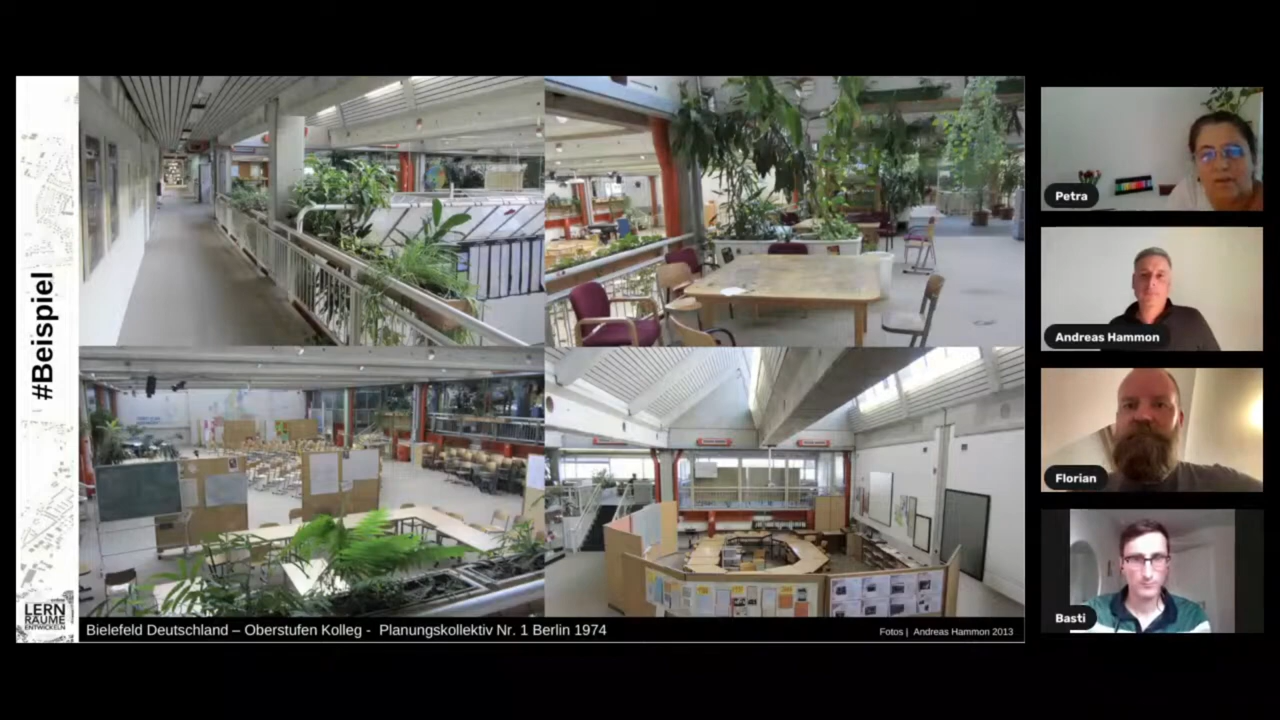 #Beispiel
LERN
RÄUME
ENTWICKELN
Bielefeld Deutschland – Oberstufen Kolleg - Planungskollektiv Nr. 1 Berlin 1974
Fotos | Andreas Hammon 2013
Petra
Andreas Hammon
Florian
Basti